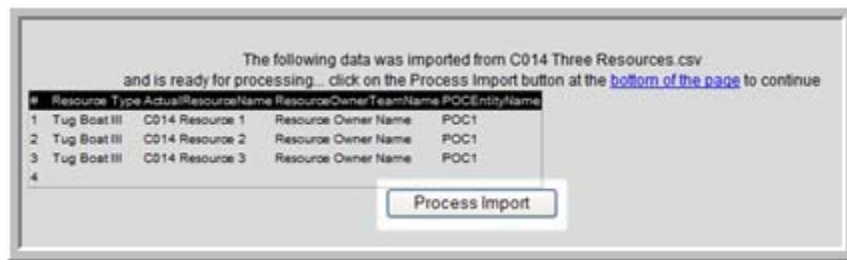 The following data was imported from C014 Three Resources.csv
and is ready for processing... click on the Process Import button at the bottom of the page to continue
# Resource Type ActualResourceName ResourceOwnerTeamName POCEntityName
1 Tug Boat III C014 Resource 1 Resource Owner Name POC1
2 Tug Boat III C014 Resource 2 Resource Owner Name POC1
3 Tug Boat III C014 Resource 3 Resource Owner Name POC1
4
Process Import